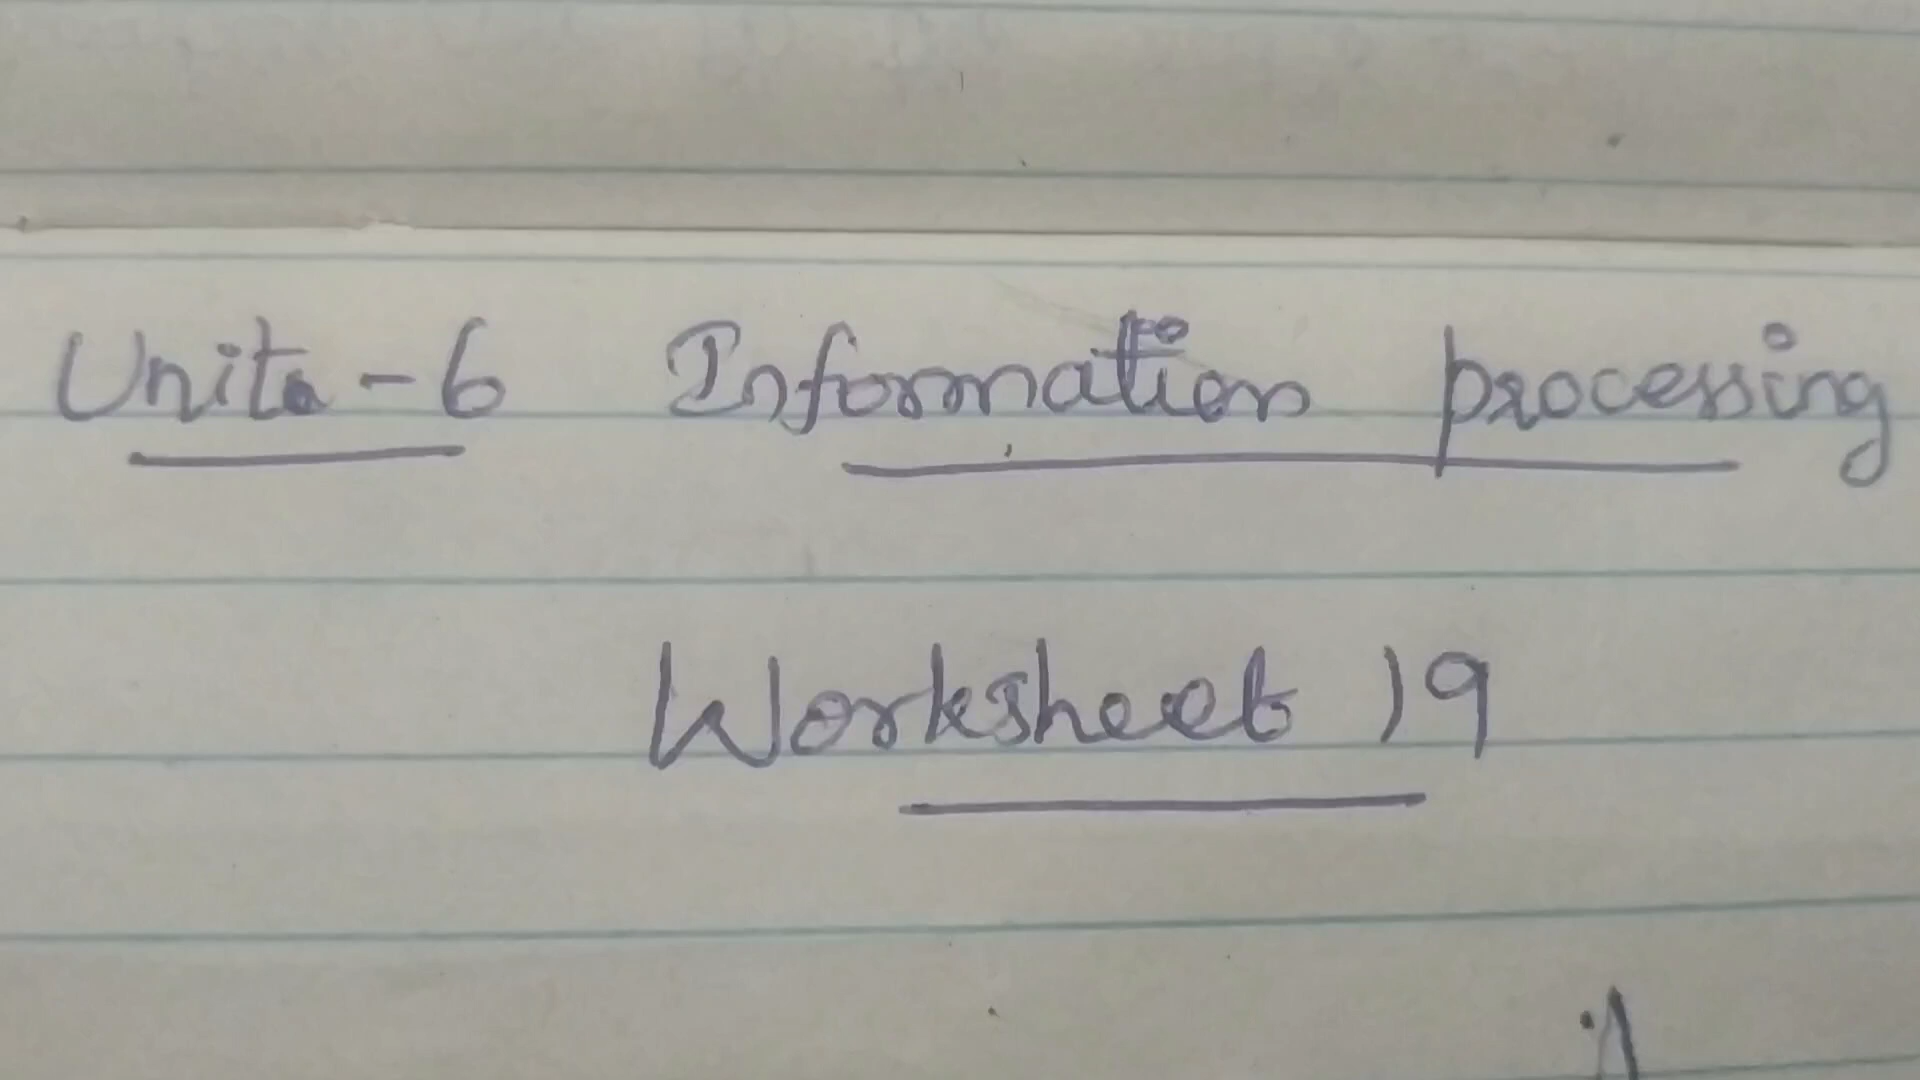 Unit - 6 Information processing
Worksheet 19